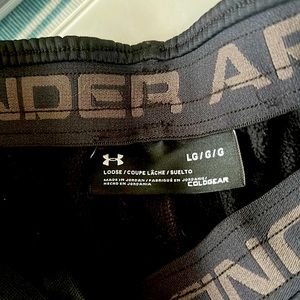 NDER AR
LG/G/G
LOOSE / COUPE LÂCHE / SUELTO
MADE IN JORDAN / FABRIQUÉ EN JORDANIE/
HECHO EN JORDANIA
COLDGEAR